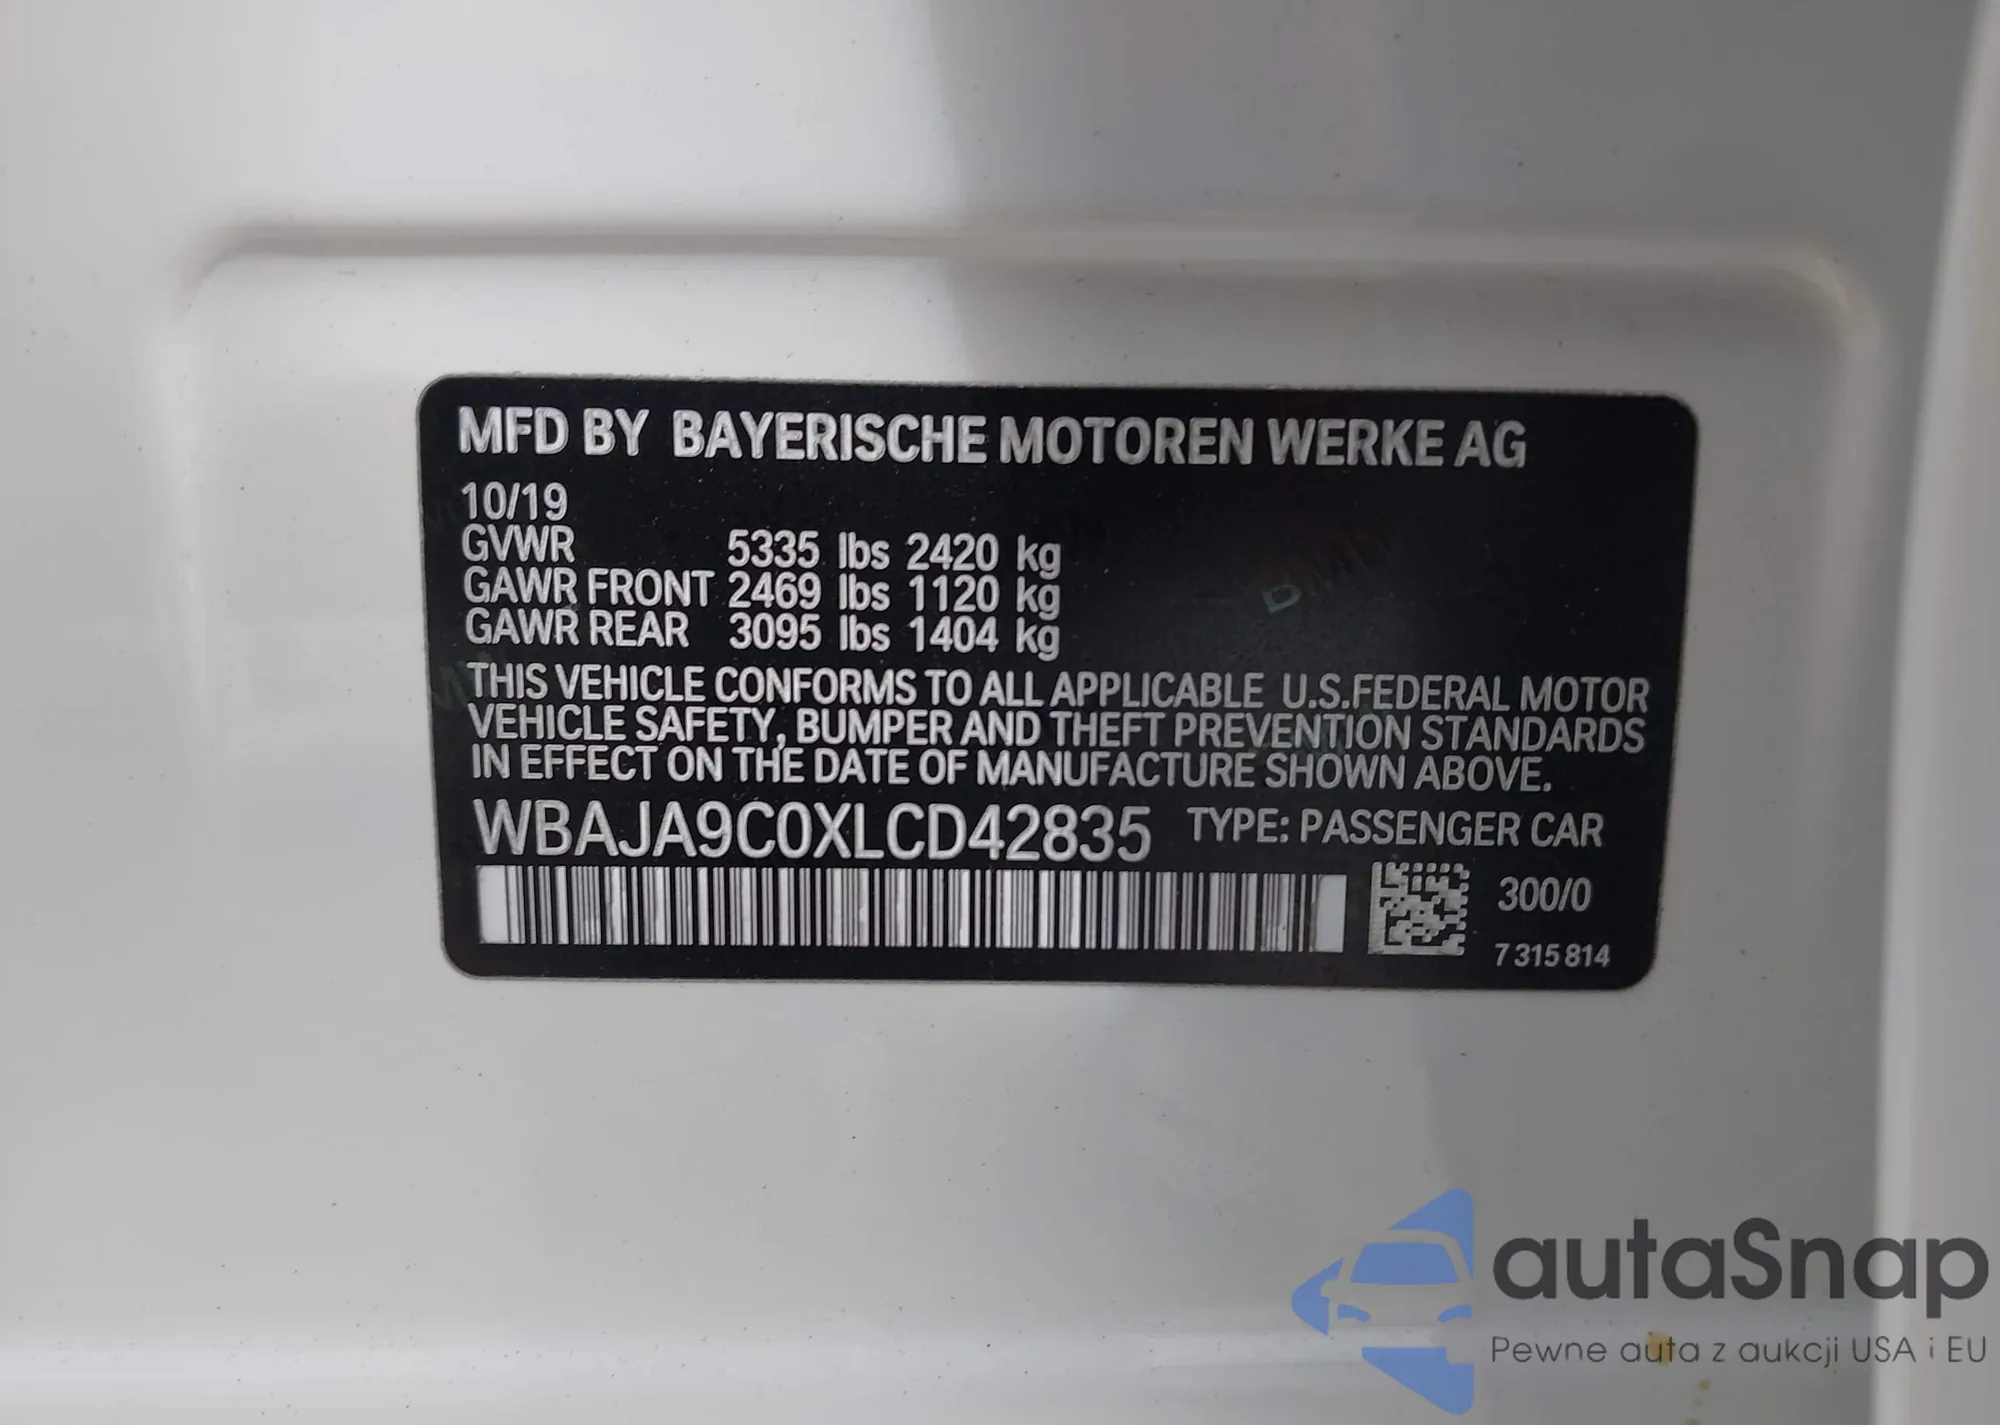 MFD BY BAYERISCHE MOTOREN WERKE AG
10/19
GVWR 5335 lbs 2420 kg
GAWR FRONT 2469 lbs 1120 kg
GAWR REAR 3095 lbs 1404 kg
THIS VEHICLE CONFORMS TO ALL APPLICABLE U.S.FEDERAL MOTOR
VEHICLE SAFETY, BUMPER AND THEFT PREVENTION STANDARDS
IN EFFECT ON THE DATE OF MANUFACTURE SHOWN ABOVE.
WBAJA9C0XLCD42835 TYPE: PASSENGER CAR
300/0
7 315 814
autaSnap
Pewne auta z aukcji USA i EU